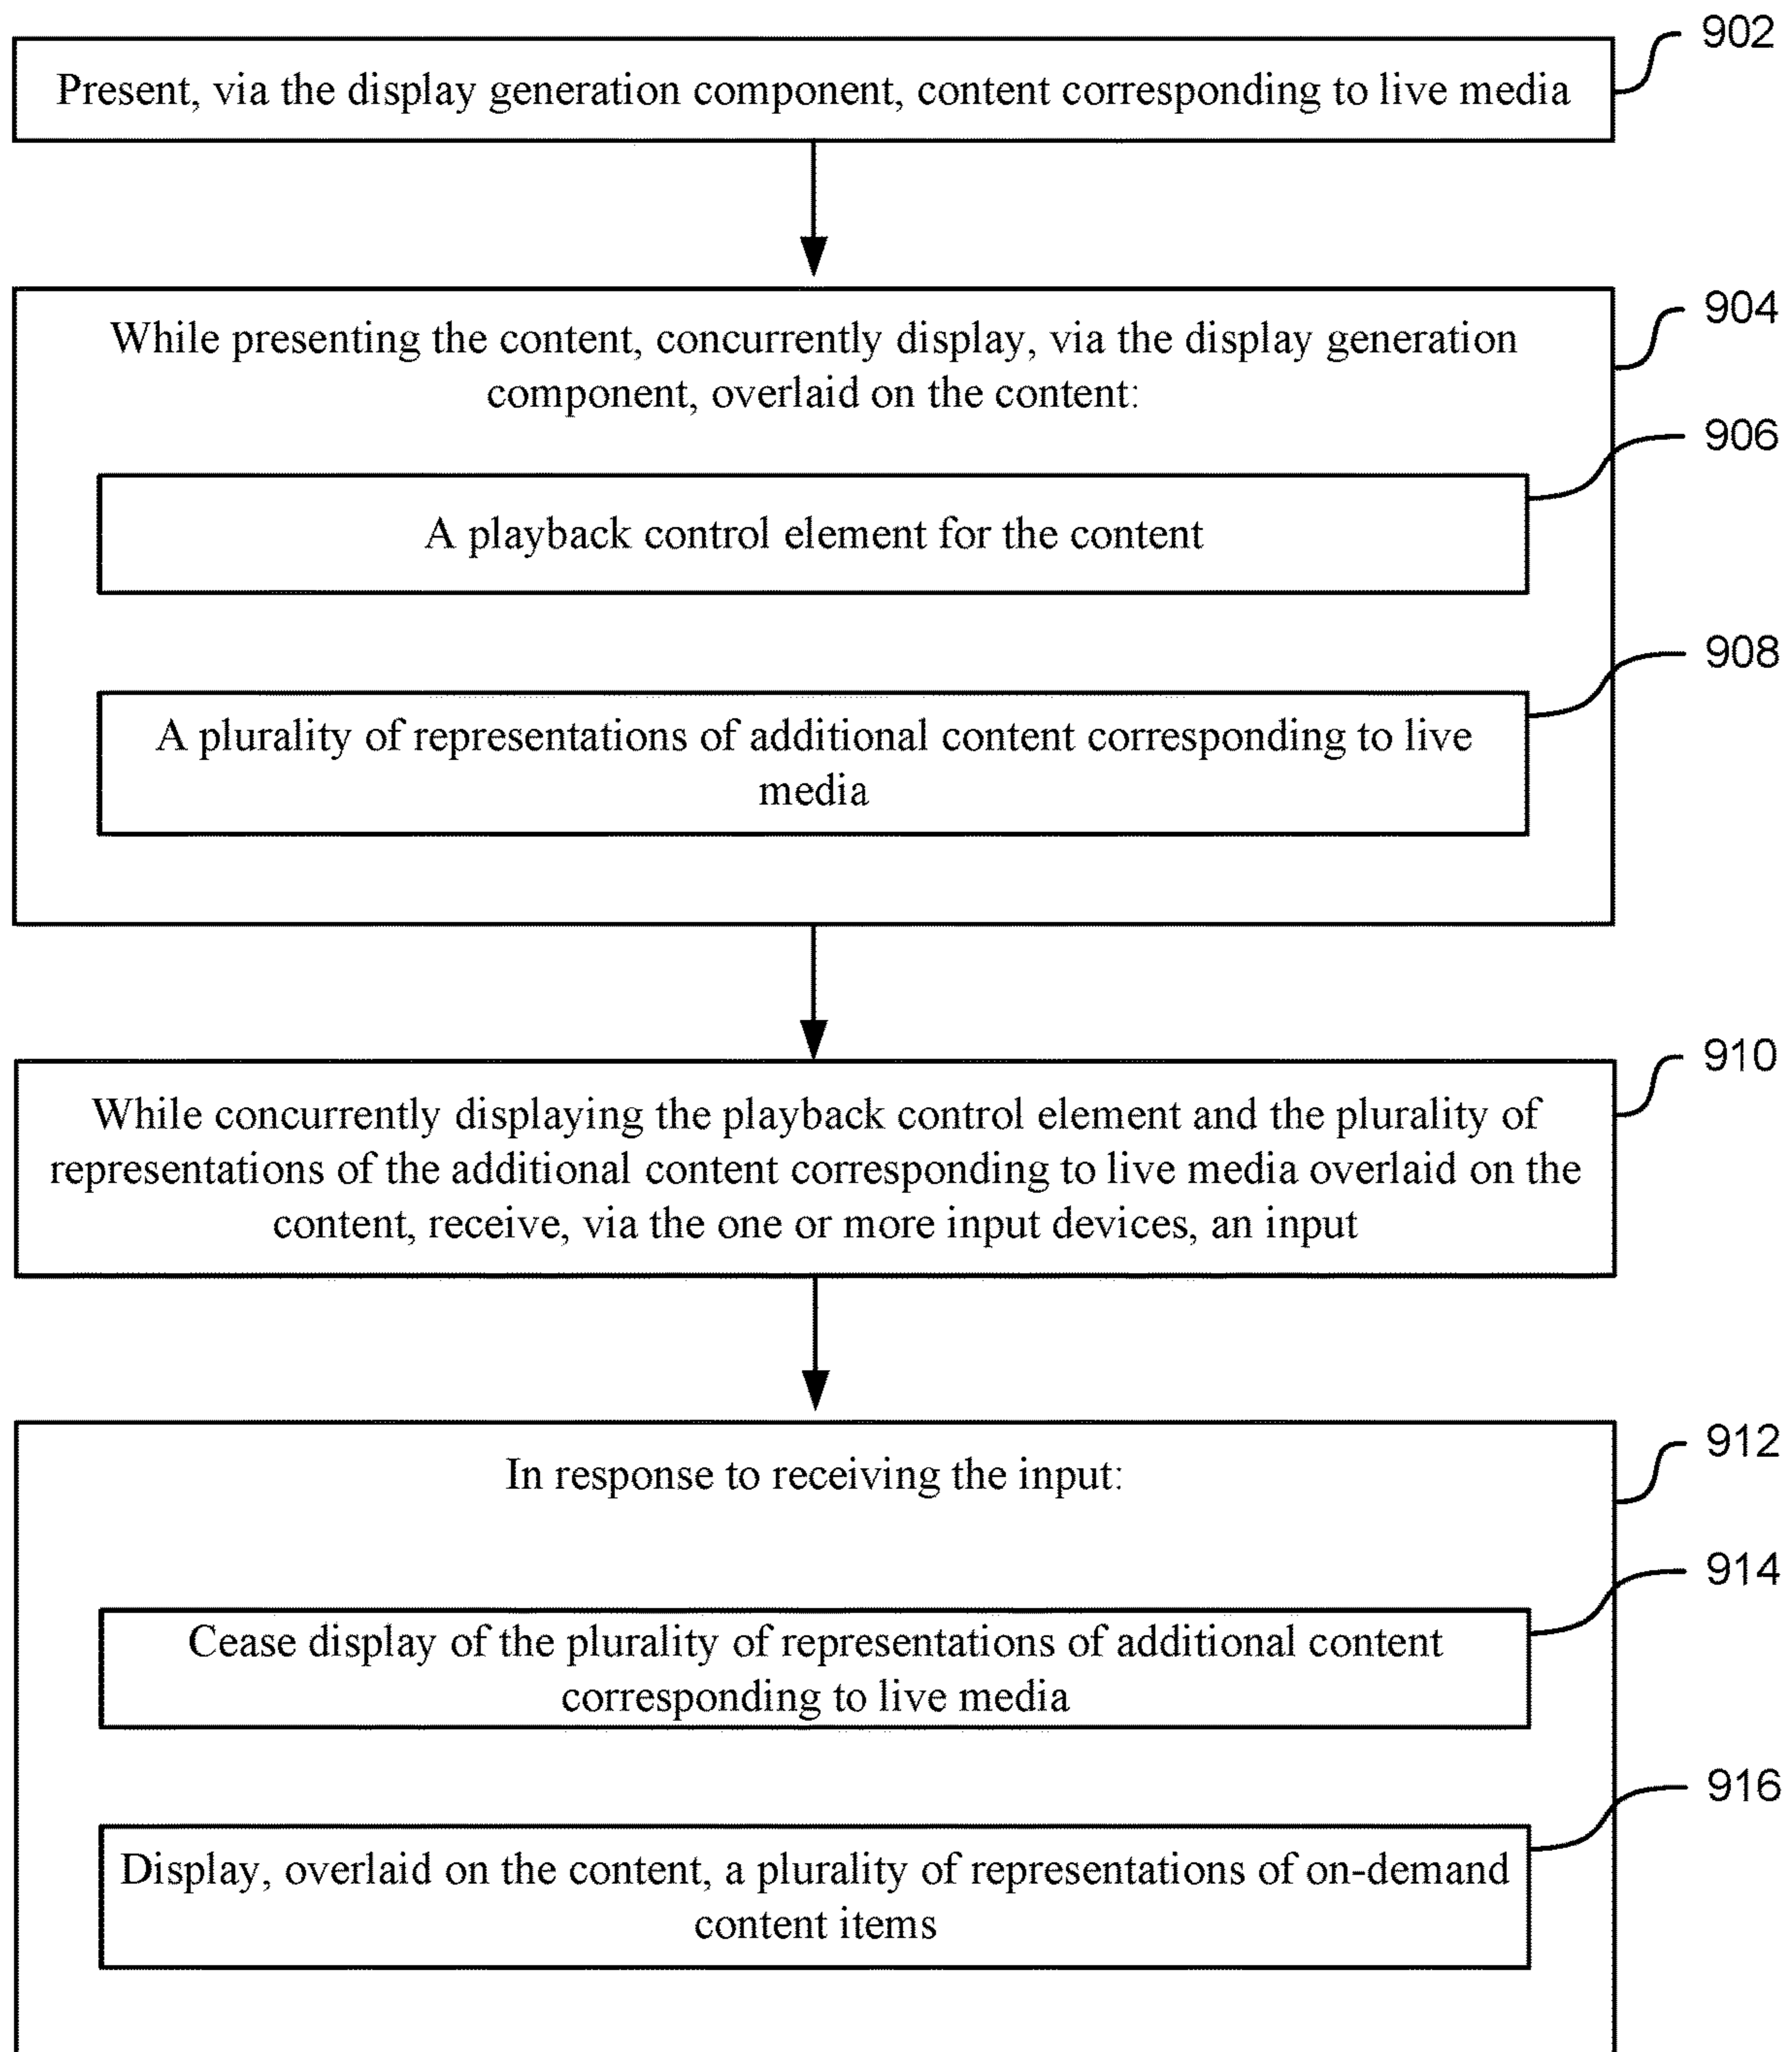 902
Present, via the display generation component, content corresponding to live media
904
While presenting the content, concurrently display, via the display generation
component, overlaid on the content:
906
A playback control element for the content
908
A plurality of representations of additional content corresponding to live
media
910
While concurrently displaying the playback control element and the plurality of
representations of the additional content corresponding to live media overlaid on the
content, receive, via the one or more input devices, an input
912
In response to receiving the input:
914
Cease display of the plurality of representations of additional content
corresponding to live media
916
Display, overlaid on the content, a plurality of representations of on-demand
content items